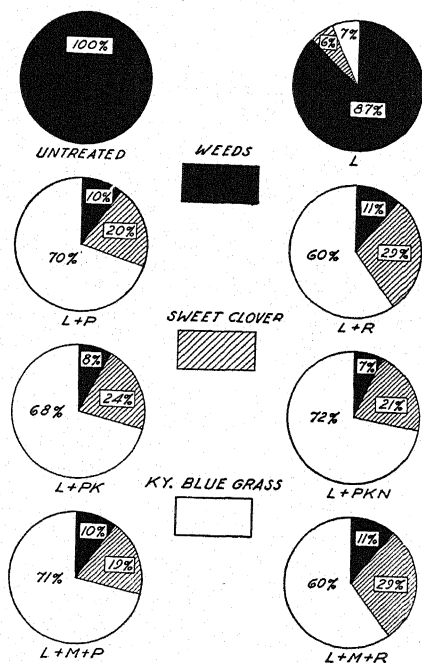 100%
UNTREATED
7%
6%
87%
L
WEEDS
10%
20%
70%
L+P
11%
29%
60%
L+R
SWEET CLOVER
8%
24%
68%
L+PK
7%
21%
72%
L+PKN
KY. BLUE GRASS
10%
19%
71%
L+M+P
11%
29%
60%
L+M+R